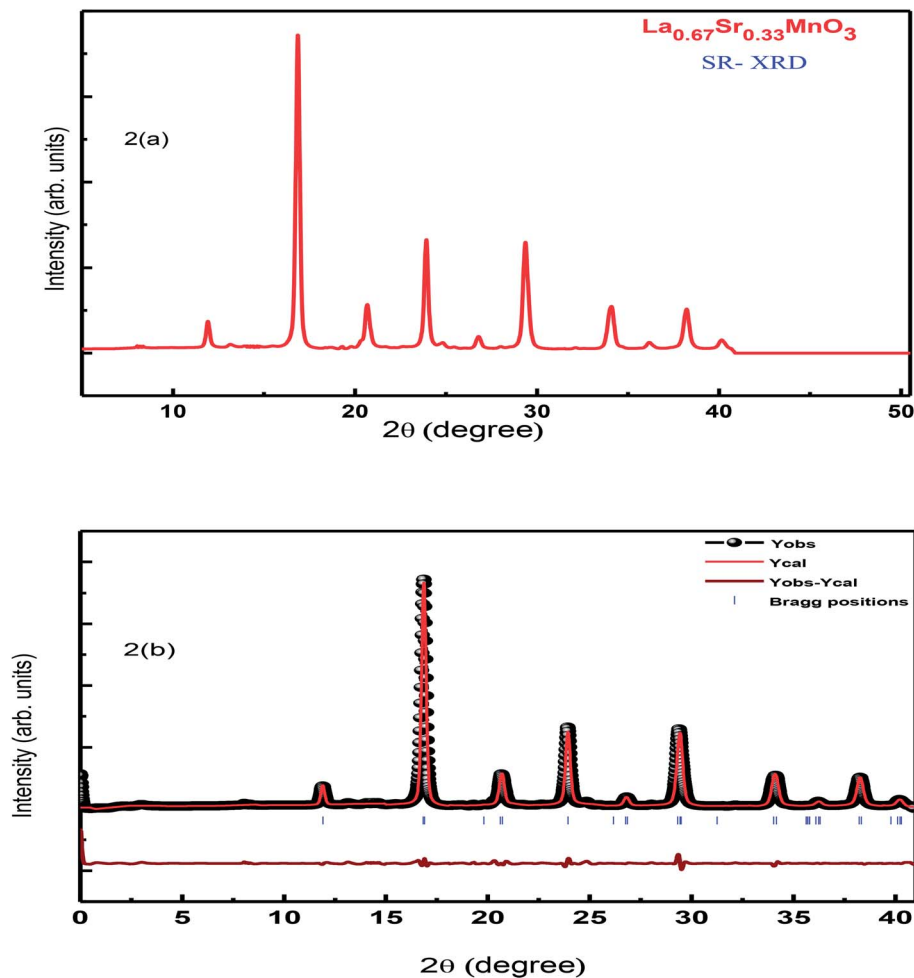 La₀.₆₇Sr₀.₃₃MnO₃
SR- XRD
2(a)
Intensity (arb. units)
10 20 30 40 50
2θ (degree)
Yobs
Ycal
Yobs-Ycal
Bragg positions
2(b)
Intensity (arb. units)
0 5 10 15 20 25 30 35 40
2θ (degree)